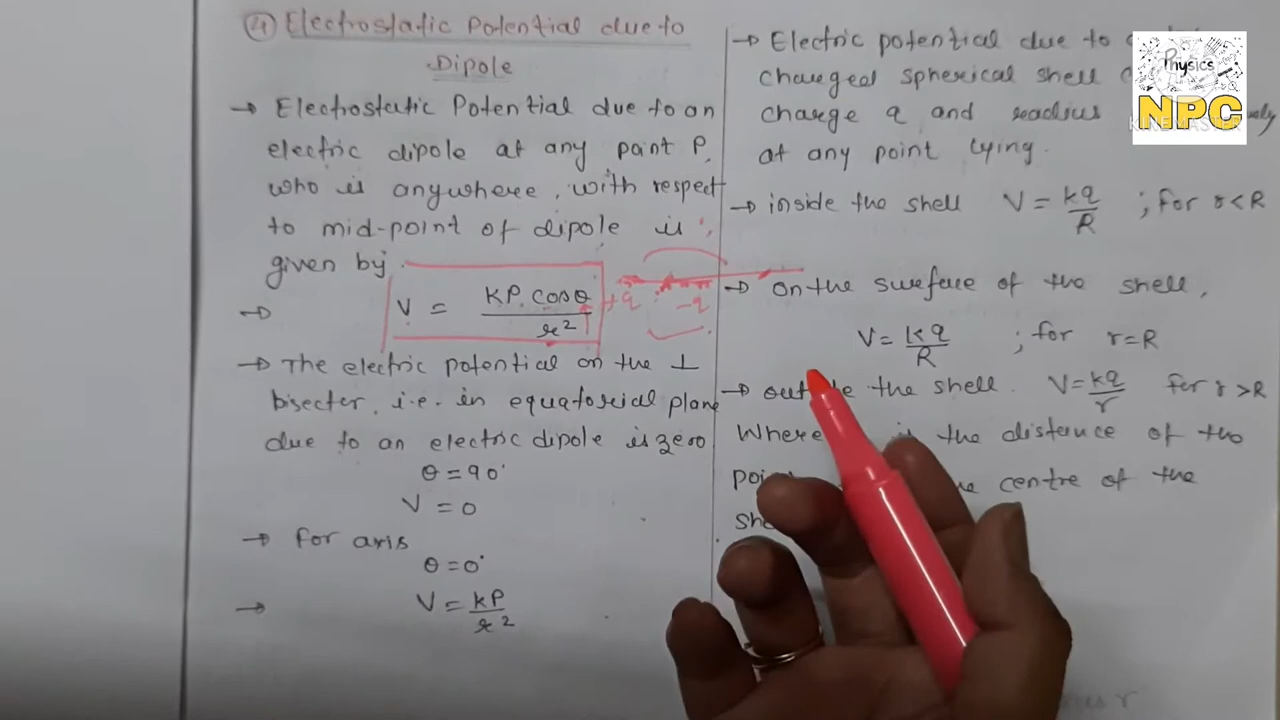 ④ Electrostatic Potential due to
Dipole
→ Electrostatic Potential due to an
electric dipole at any point P,
who is anywhere, with respect
to mid-point of dipole is
given by
→ V = KP cosθ / r²
+q -q
→ The electric potential on the ⊥
bisecter, i.e. in equatorial plane
due to an electric dipole is zero
θ = 90°
V = 0
→ for axis
θ = 0°
→ V = kP / r²
→ Electric potential due to
charged spherical shell
charge q and readius
at any point lying.
→ inside the shell V = kq / R ; for r < R
→ on the surface of the shell,
V = kq / R ; for r = R
→ outside the shell. V = kq / r for r > R
Where is the distance of the
centre of the
Physics
NPC